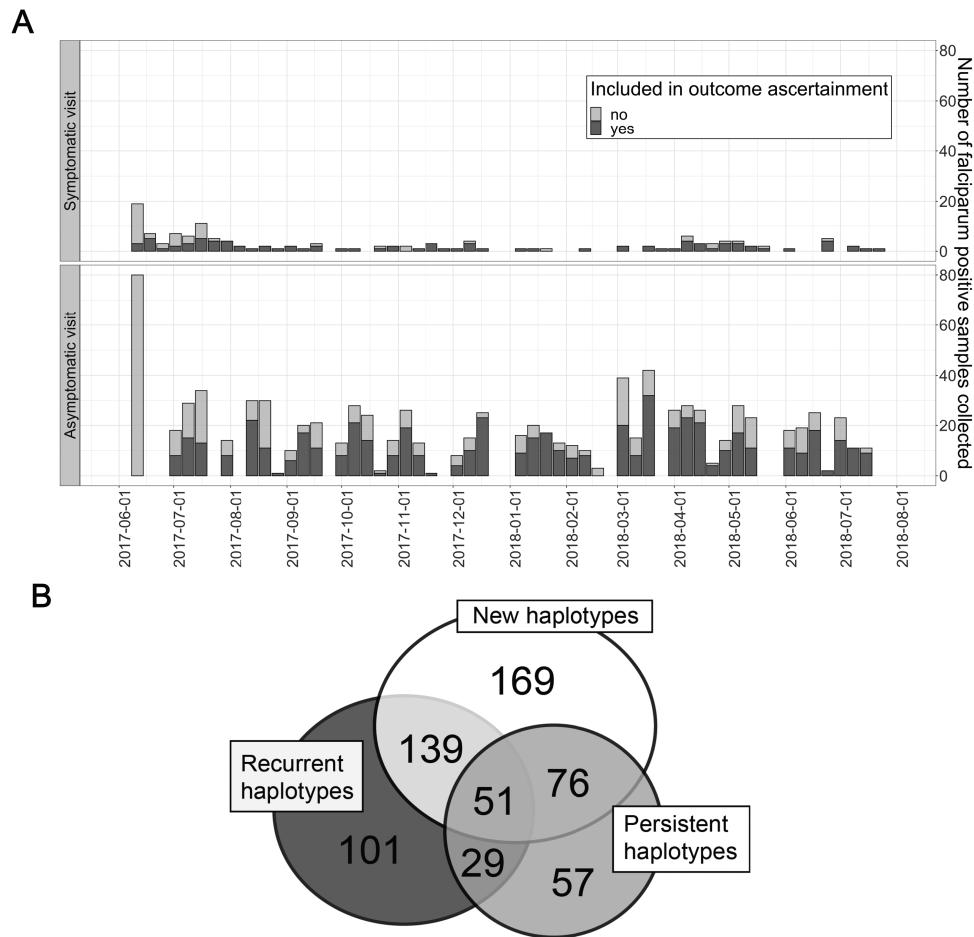 A
Symptomatic visit
Asymptomatic visit
Included in outcome ascertainment
no
yes
80
60
40
20
0
80
60
40
20
0
Number of falciparum positive samples collected
2017-06-01
2017-07-01
2017-08-01
2017-09-01
2017-10-01
2017-11-01
2017-12-01
2018-01-01
2018-02-01
2018-03-01
2018-04-01
2018-05-01
2018-06-01
2018-07-01
2018-08-01
B
New haplotypes
169
139
Recurrent
haplotypes
51
76
Persistent
haplotypes
101
29
57